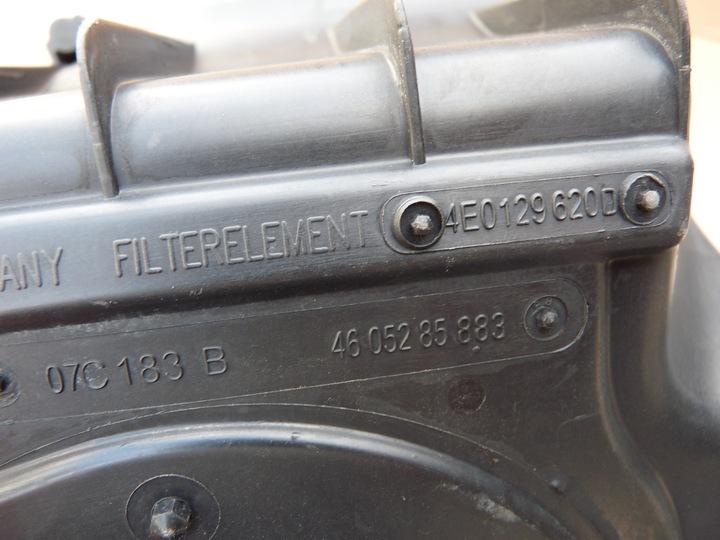 ANY FILTERELEMENT 4E0129620D
07C 183 B 46 052 85 883